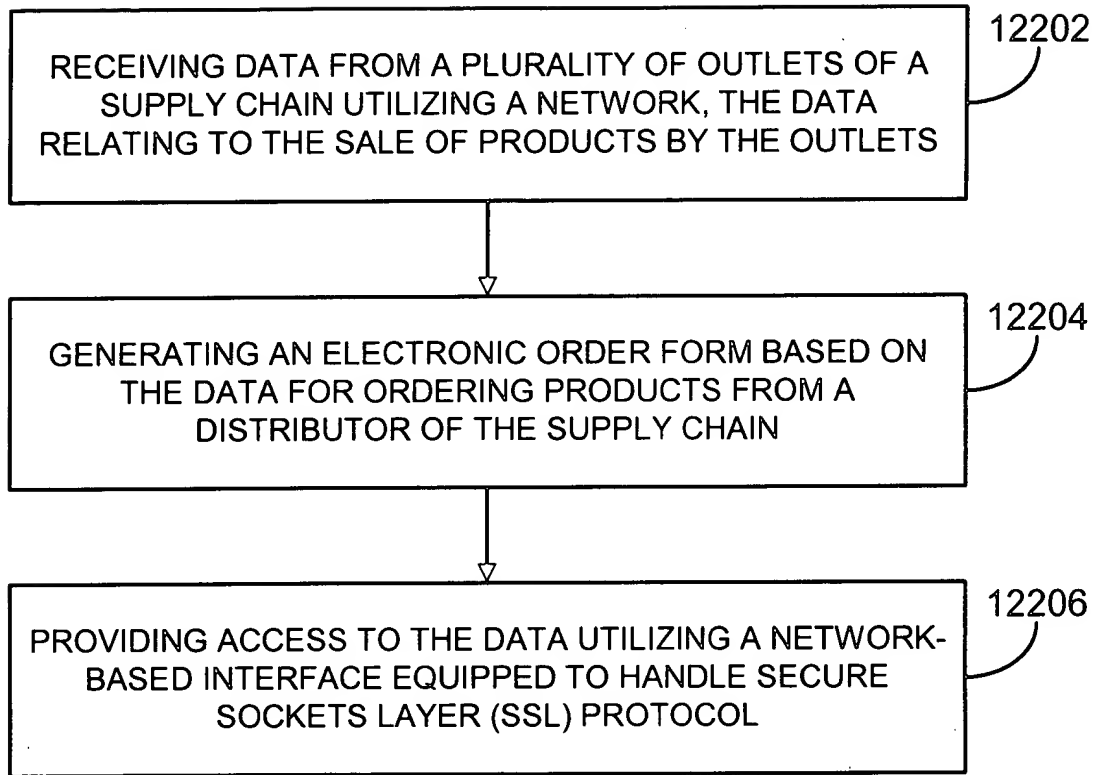 12202
RECEIVING DATA FROM A PLURALITY OF OUTLETS OF A
SUPPLY CHAIN UTILIZING A NETWORK, THE DATA
RELATING TO THE SALE OF PRODUCTS BY THE OUTLETS
12204
GENERATING AN ELECTRONIC ORDER FORM BASED ON
THE DATA FOR ORDERING PRODUCTS FROM A
DISTRIBUTOR OF THE SUPPLY CHAIN
12206
PROVIDING ACCESS TO THE DATA UTILIZING A NETWORK-
BASED INTERFACE EQUIPPED TO HANDLE SECURE
SOCKETS LAYER (SSL) PROTOCOL